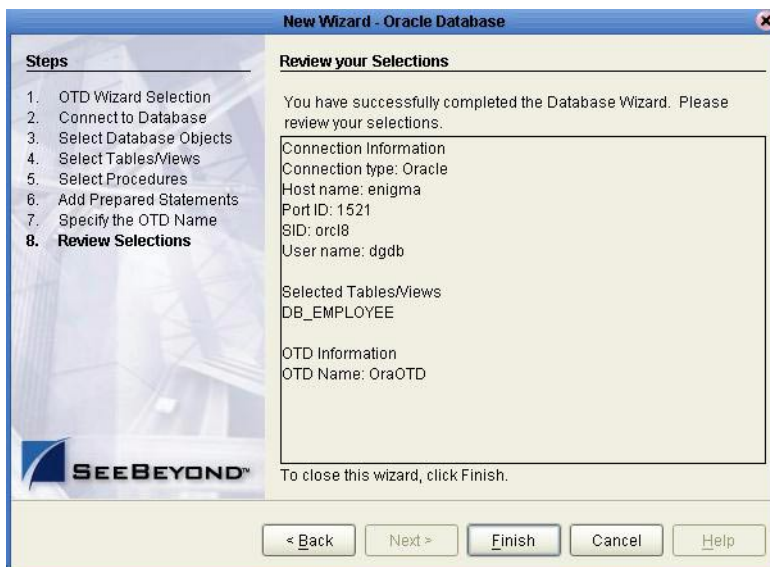 New Wizard - Oracle Database
Steps
1. OTD Wizard Selection
2. Connect to Database
3. Select Database Objects
4. Select Tables/Views
5. Select Procedures
6. Add Prepared Statements
7. Specify the OTD Name
8. Review Selections
SEEBEYOND™
Review your Selections
You have successfully completed the Database Wizard. Please
review your selections.
Connection Information
Connection type: Oracle
Host name: enigma
Port ID: 1521
SID: orcl8
User name: dgdb
Selected Tables/Views
DB_EMPLOYEE
OTD Information
OTD Name: OraOTD
To close this wizard, click Finish.
< Back
Next >
Finish
Cancel
Help